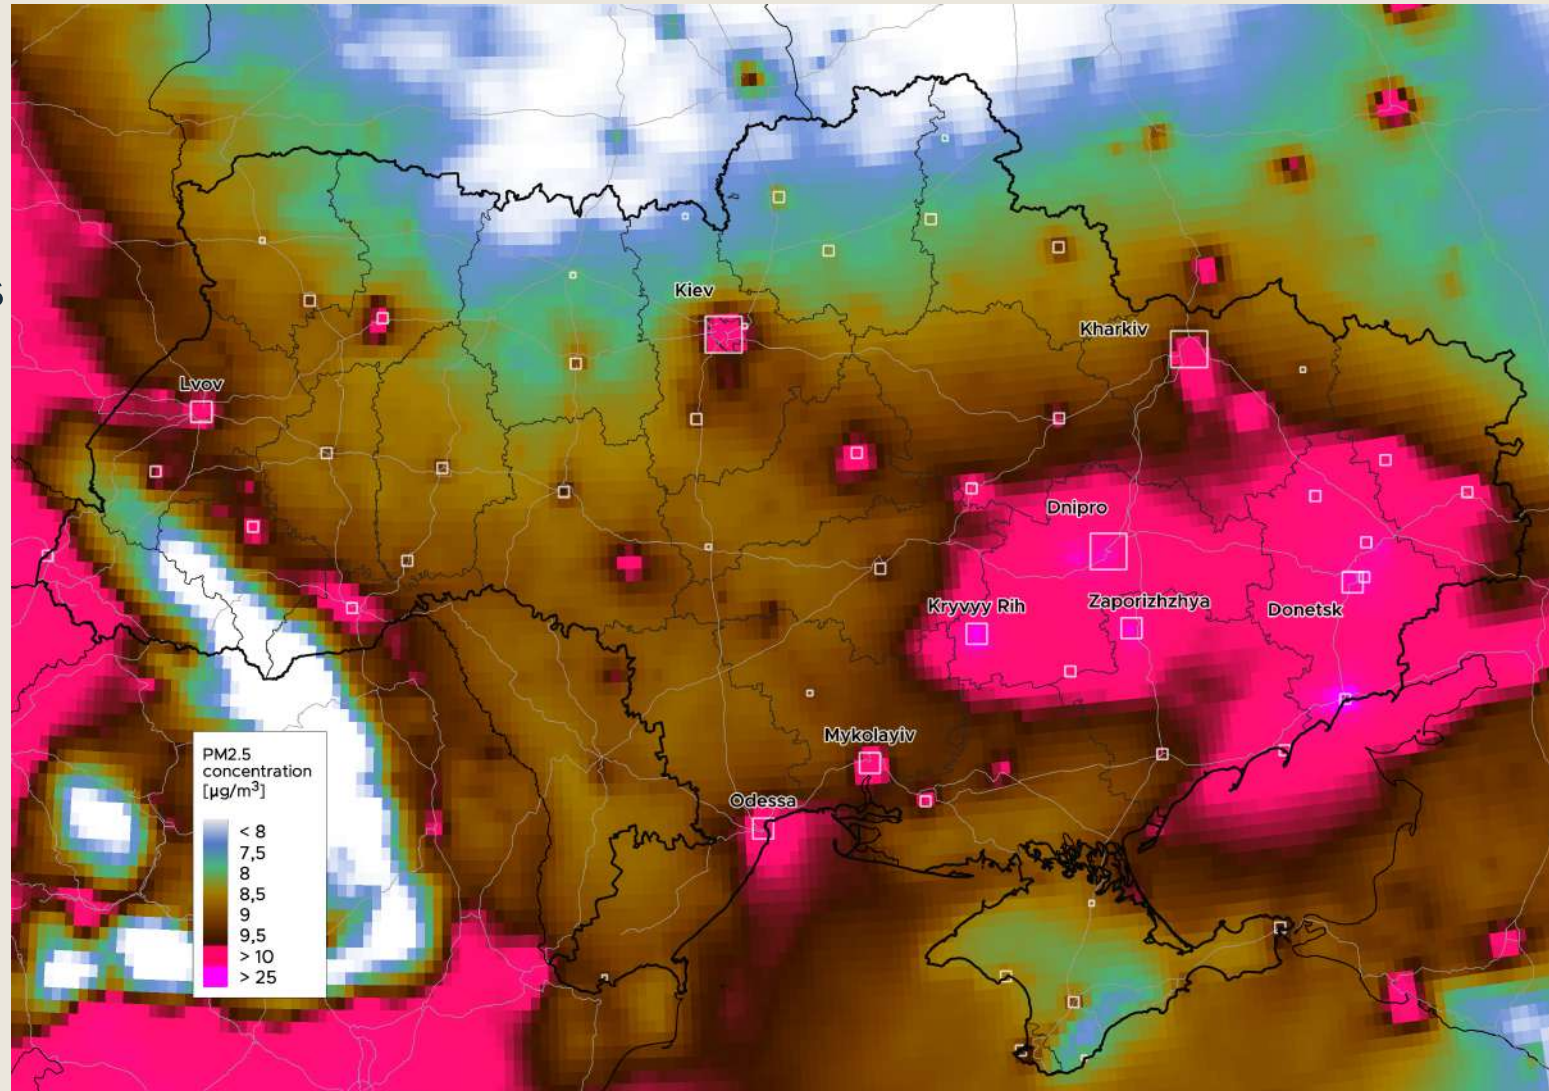 S
Kiev
Kharkiv
Lvov
Dnipro
Kryvyy Rih
Zaporizhzhya
Donetsk
Mykolayiv
Odessa
PM2.5
concentration
[µg/m³]
< 8
7,5
8
8,5
9
9,5
> 10
> 25